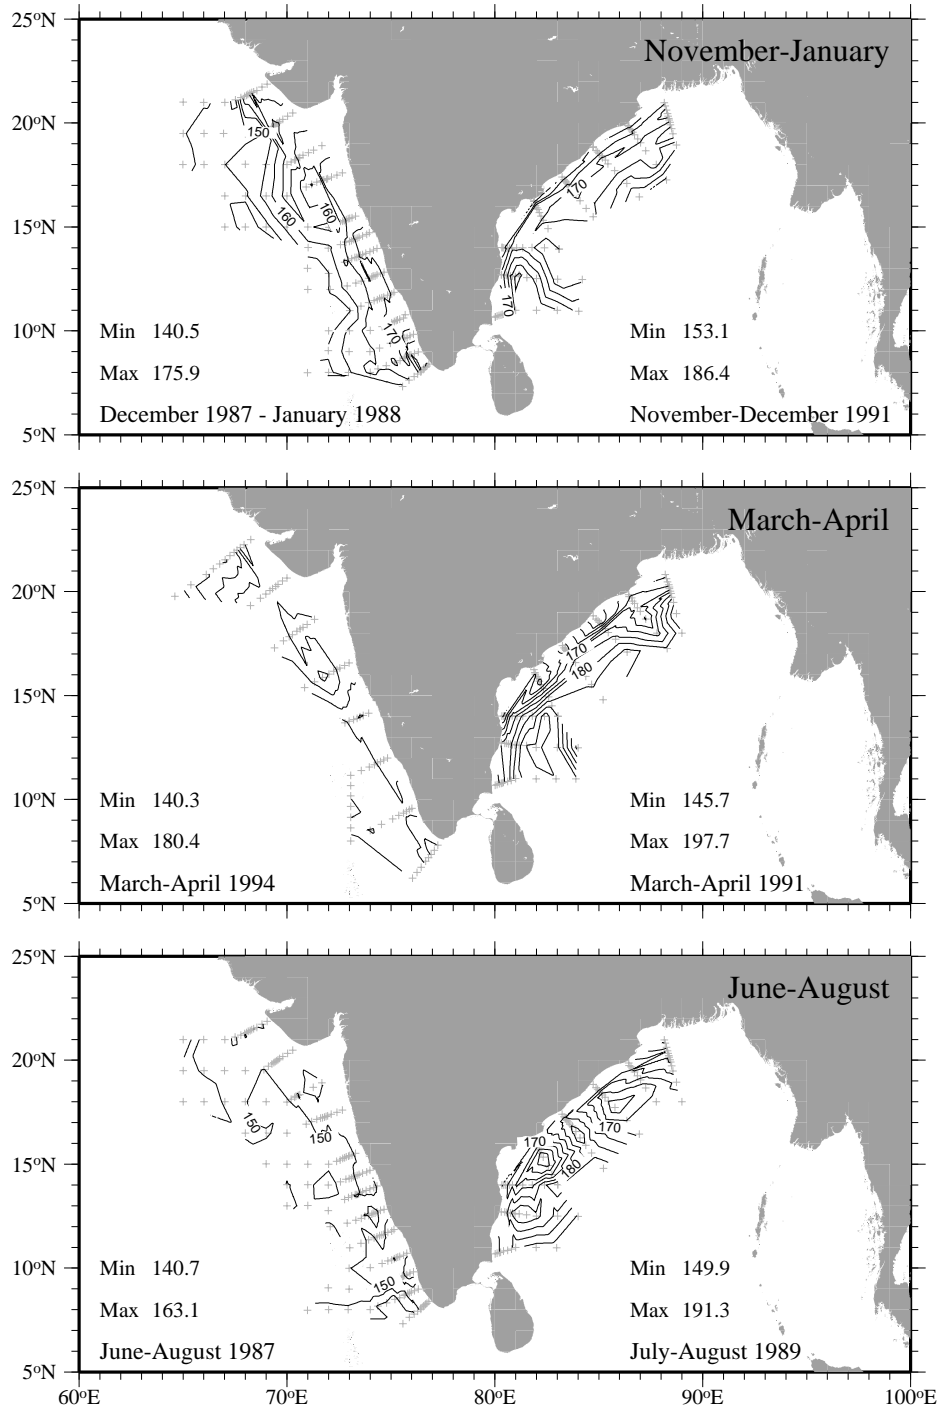 25°N
November-January
20°N
150
160
160
170
15°N
170
170
10°N
Min 140.5
Min 153.1
Max 175.9
Max 186.4
December 1987 - January 1988
November-December 1991
5°N
25°N
March-April
20°N
170
180
15°N
10°N
Min 140.3
Min 145.7
Max 180.4
Max 197.7
March-April 1994
March-April 1991
5°N
25°N
June-August
20°N
150
150
170
170
180
15°N
10°N
150
Min 140.7
Min 149.9
Max 163.1
Max 191.3
June-August 1987
July-August 1989
5°N
60°E 70°E 80°E 90°E 100°E